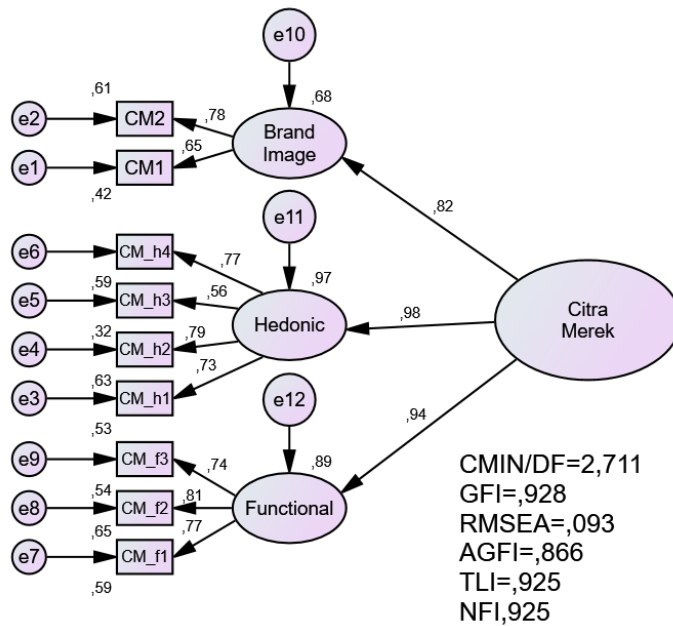 e10
,61
,68
e2
CM2
,78
Brand
Image
,65
e1
CM1
,42
e11
,82
e6
CM_h4
,77
,97
,59
e5
CM_h3
,56
Hedonic
,98
Citra
Merek
,32
e4
CM_h2
,79
,73
,63
e3
CM_h1
e12
,53
,94
e9
CM_f3
,74
,89
,54
e8
CM_f2
,81
Functional
,65
,77
e7
CM_f1
,59
CMIN/DF=2,711
GFI=,928
RMSEA=,093
AGFI=,866
TLI=,925
NFI,925